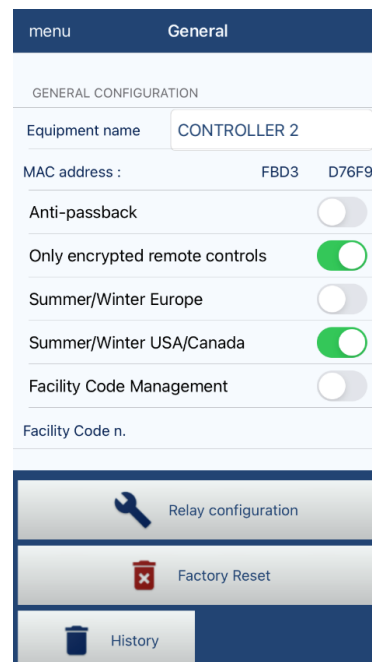 menu General
GENERAL CONFIGURATION
Equipment name CONTROLLER 2
MAC address : FBD3 D76F9
Anti-passback
Only encrypted remote controls
Summer/Winter Europe
Summer/Winter USA/Canada
Facility Code Management
Facility Code n.
Relay configuration
Factory Reset
History